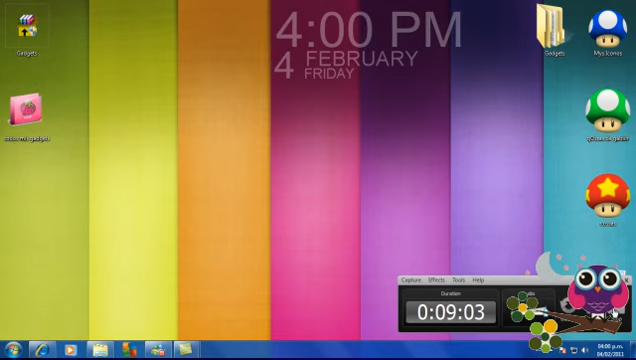 4:00 PM
4 FEBRUARY
FRIDAY
Gadgets
Gadgets
Mys Iconos
Capture Effects Tools Help
Duration
0:09:03
04:00 p.m.
04/02/2011